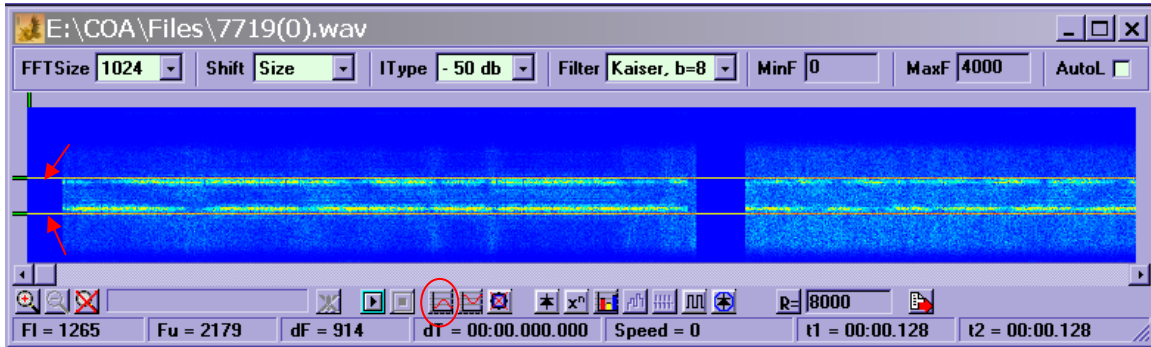 E:\COA\Files\7719(0).wav
FFTSize 1024 Shift Size IType - 50 db Filter Kaiser, b=8 MinF 0 MaxF 4000 AutoL
xⁿ R= 8000
Fl = 1265 Fu = 2179 dF = 914 dT = 00:00.000.000 Speed = 0 t1 = 00:00.128 t2 = 00:00.128